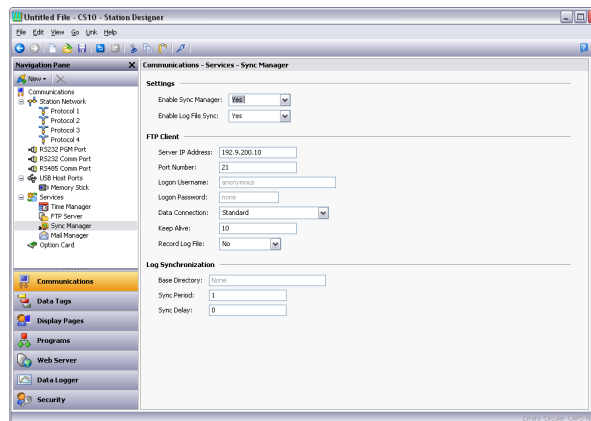 Untitled File - CS10 - Station Designer
File Edit View Go Link Help
Navigation Pane
New
Communications
Station Network
Protocol 1
Protocol 2
Protocol 3
Protocol 4
RS232 PGM Port
RS232 Comm Port
RS485 Comm Port
USB Host Ports
Memory Stick
Services
Time Manager
FTP Server
Sync Manager
Mail Manager
Option Card
Communications
Data Tags
Display Pages
Programs
Web Server
Data Logger
Security
Communications - Services - Sync Manager
Settings
Enable Sync Manager: Yes
Enable Log File Sync: Yes
FTP Client
Server IP Address: 192.9.200.10
Port Number: 21
Logon Username: anonymous
Logon Password: none
Data Connection: Standard
Keep Alive: 10
Record Log File: No
Log Synchronization
Base Directory: None
Sync Period: 1
Sync Delay: 0
Errors Circular CAPS